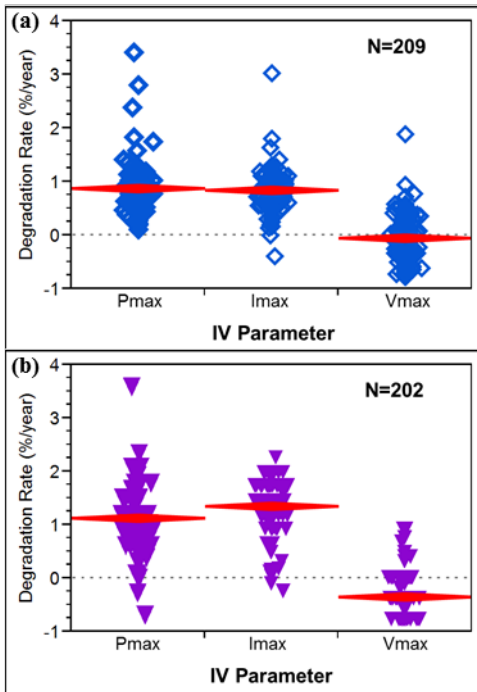 (a)
N=209
Degradation Rate (%/year)
4
3
2
1
0
-1
Pmax Imax Vmax
IV Parameter
(b)
N=202
Degradation Rate (%/year)
4
3
2
1
0
-1
Pmax Imax Vmax
IV Parameter